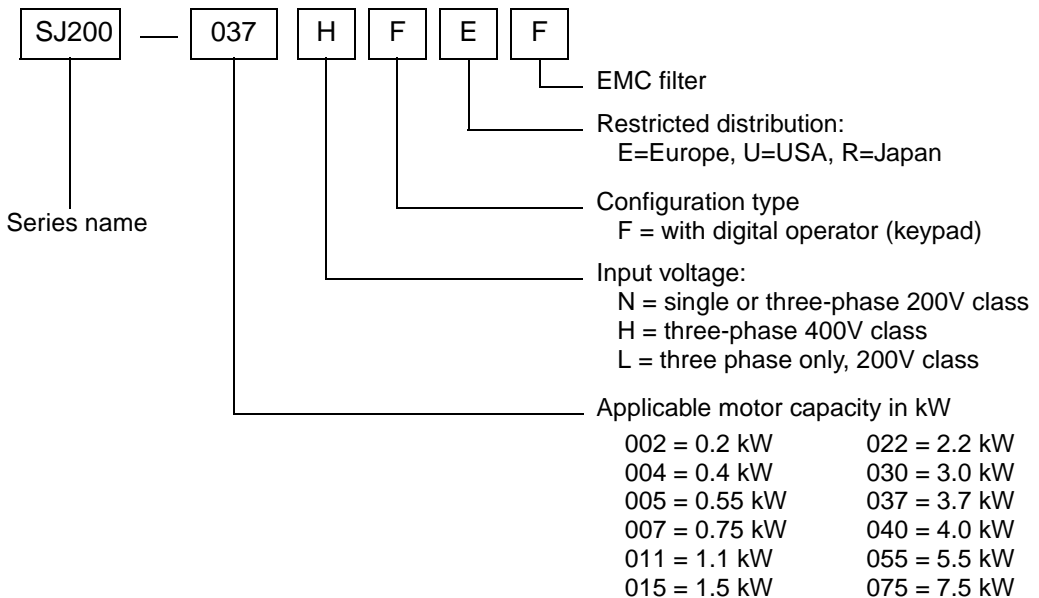 SJ200 — 037 H F E F
EMC filter
Restricted distribution:
E=Europe, U=USA, R=Japan
Series name
Configuration type
F = with digital operator (keypad)
Input voltage:
N = single or three-phase 200V class
H = three-phase 400V class
L = three phase only, 200V class
Applicable motor capacity in kW
002 = 0.2 kW 022 = 2.2 kW
004 = 0.4 kW 030 = 3.0 kW
005 = 0.55 kW 037 = 3.7 kW
007 = 0.75 kW 040 = 4.0 kW
011 = 1.1 kW 055 = 5.5 kW
015 = 1.5 kW 075 = 7.5 kW